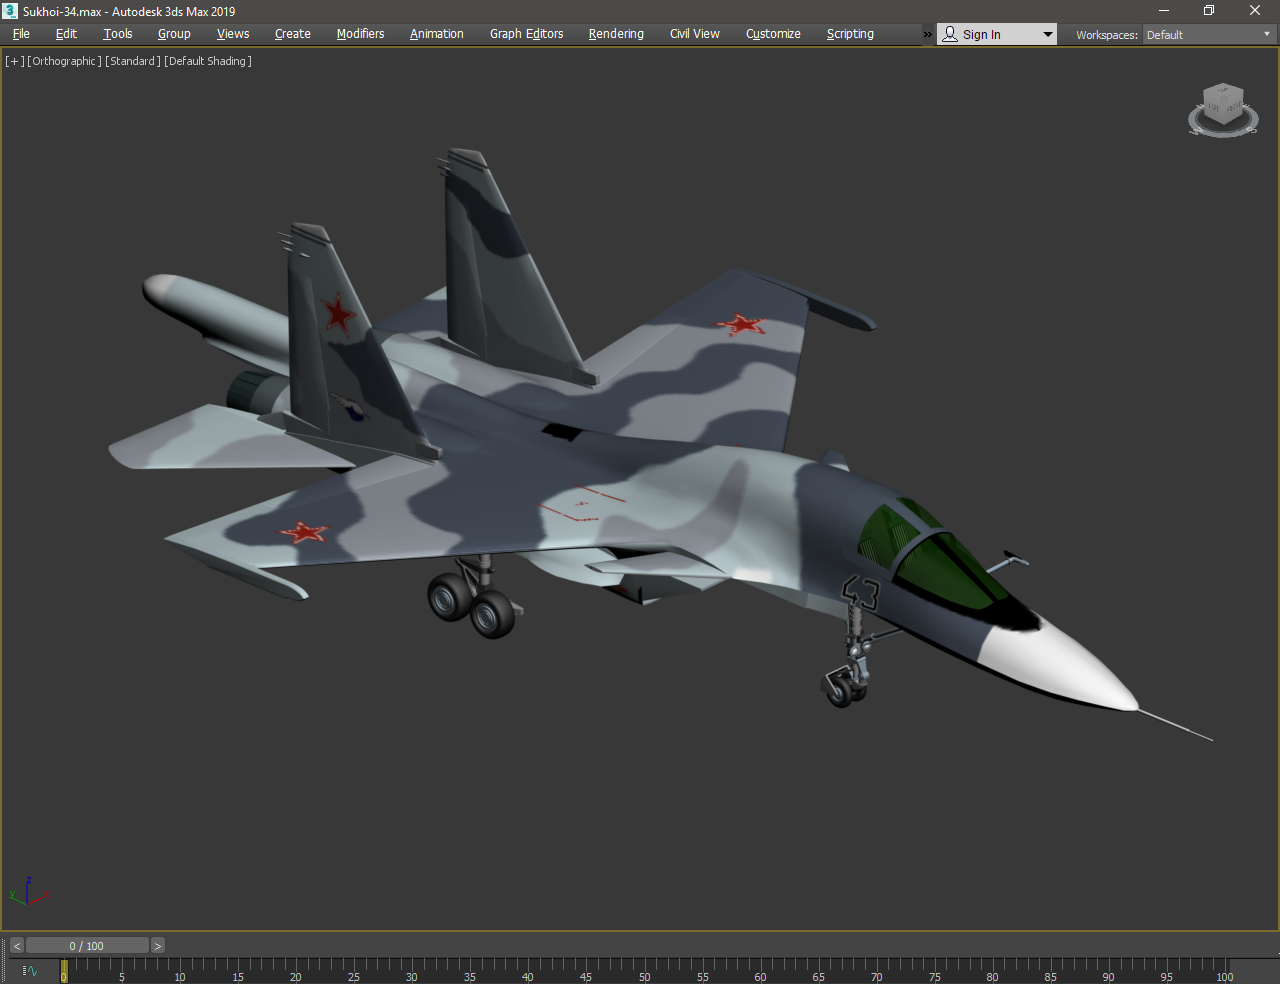 Sukhoi-34.max - Autodesk 3ds Max 2019
File Edit Tools Group Views Create Modifiers Animation Graph Editors Rendering Civil View Customize Scripting » Sign In Workspaces: Default
[+] [Orthographic] [Standard] [Default Shading]
43
z
y
< 0 / 100 >
0 5 10 15 20 25 30 35 40 45 50 55 60 65 70 75 80 85 90 95 100